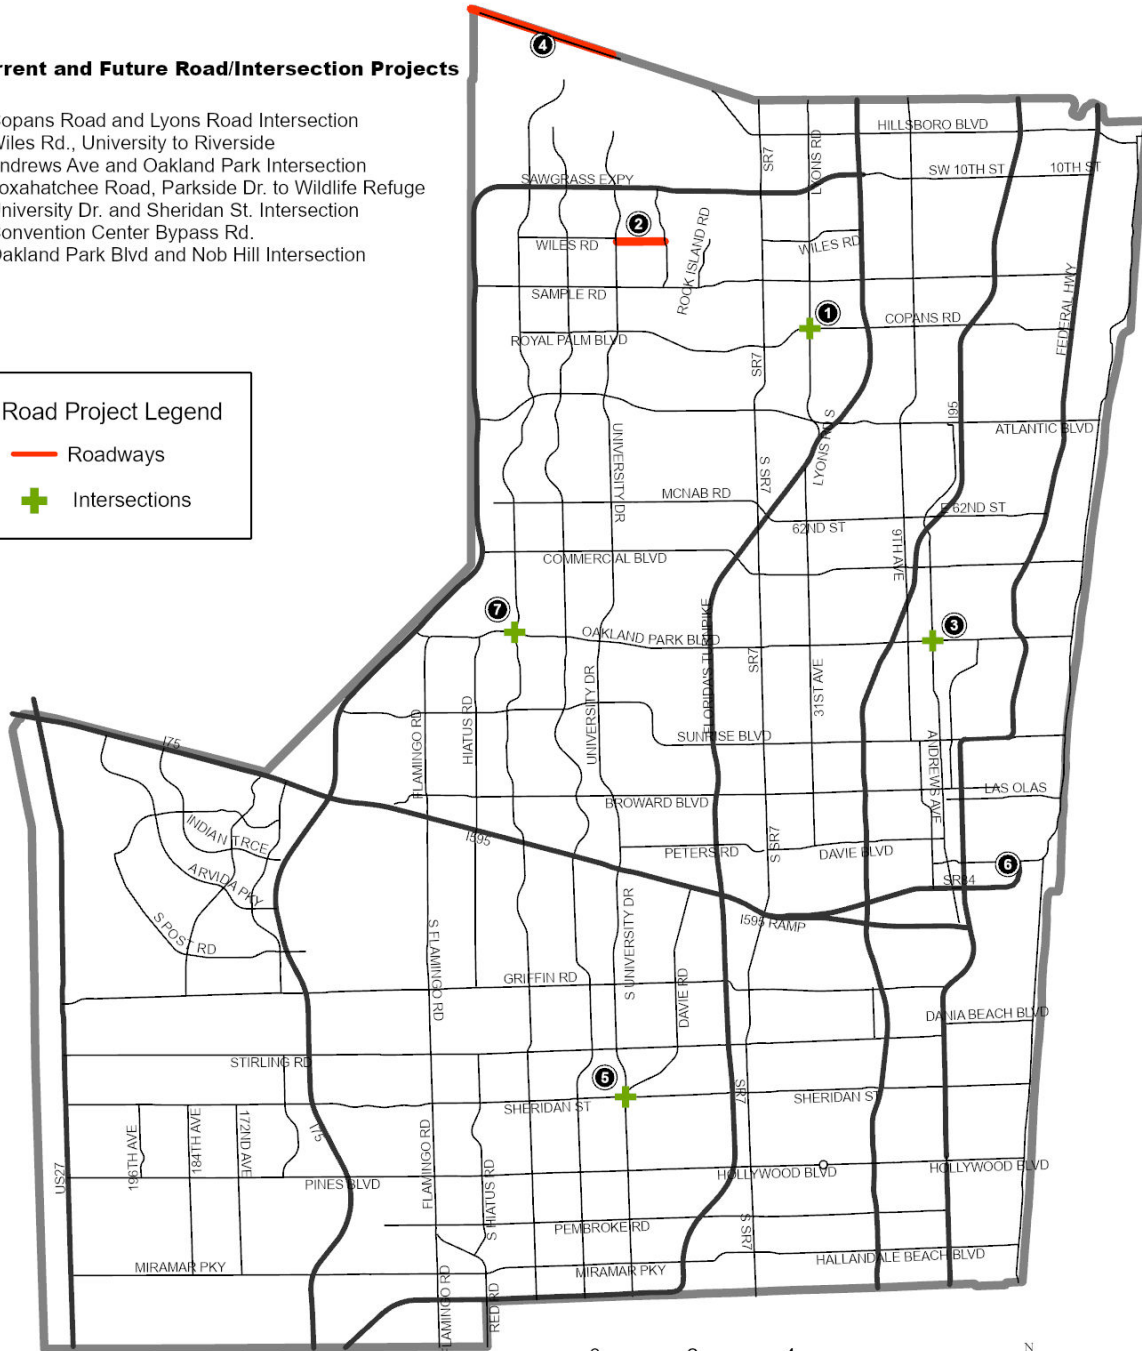 rrent and Future Road/Intersection Projects
opans Road and Lyons Road Intersection
Wiles Rd., University to Riverside
ndrews Ave and Oakland Park Intersection
oxahatchee Road, Parkside Dr. to Wildlife Refuge
niversity Dr. and Sheridan St. Intersection
onvention Center Bypass Rd.
Oakland Park Blvd and Nob Hill Intersection
Road Project Legend
Roadways
Intersections
4
HILLSBORO BLVD
SR7
LYONS RD
SW 10TH ST
10TH ST
SAWGRASS EXPY
2
WILES RD
ROCK ISLAND RD
WILES RD
SAMPLE RD
FEDERAL HWY
1
COPANS RD
ROYAL PALM BLVD
SR7
I95
ATLANTIC BLVD
UNIVERSITY DR
LYONS RD S
S SR7
MCNAB RD
E 62ND ST
62ND ST
9TH AVE
COMMERCIAL BLVD
7
3
OAKLAND PARK BLVD
FLORIDA'S TURNPIKE
SR7
31ST AVE
UNIVERSITY DR
FLAMINGO RD
HIATUS RD
SUNRISE BLVD
I75
ANDREWS AVE
LAS OLAS
BROWARD BLVD
I595
INDIAN TRCE
PETERS RD
S SR7
DAVIE BLVD
6
ARVIDA PKY
SR84
S POST RD
I595 RAMP
S FLAMINGO RD
S UNIVERSITY DR
DAVIE RD
GRIFFIN RD
DANIA BEACH BLVD
STIRLING RD
5
SR7
SHERIDAN ST
SHERIDAN ST
196TH AVE
184TH AVE
172ND AVE
I75
FLAMINGO RD
US27
PINES BLVD
S HIATUS RD
HOLLYWOOD BLVD
HOLLYWOOD BLVD
PEMBROKE RD
S SR7
MIRAMAR PKY
MIRAMAR PKY
HALLANDALE BEACH BLVD
FLAMINGO RD
RED RD
N